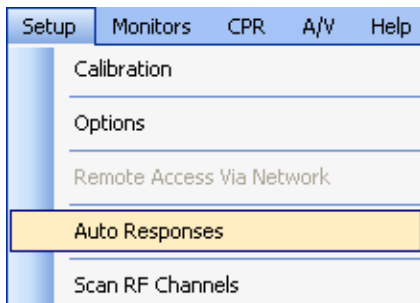 Setup Monitors CPR A/V Help
Calibration
Options
Remote Access Via Network
Auto Responses
Scan RF Channels